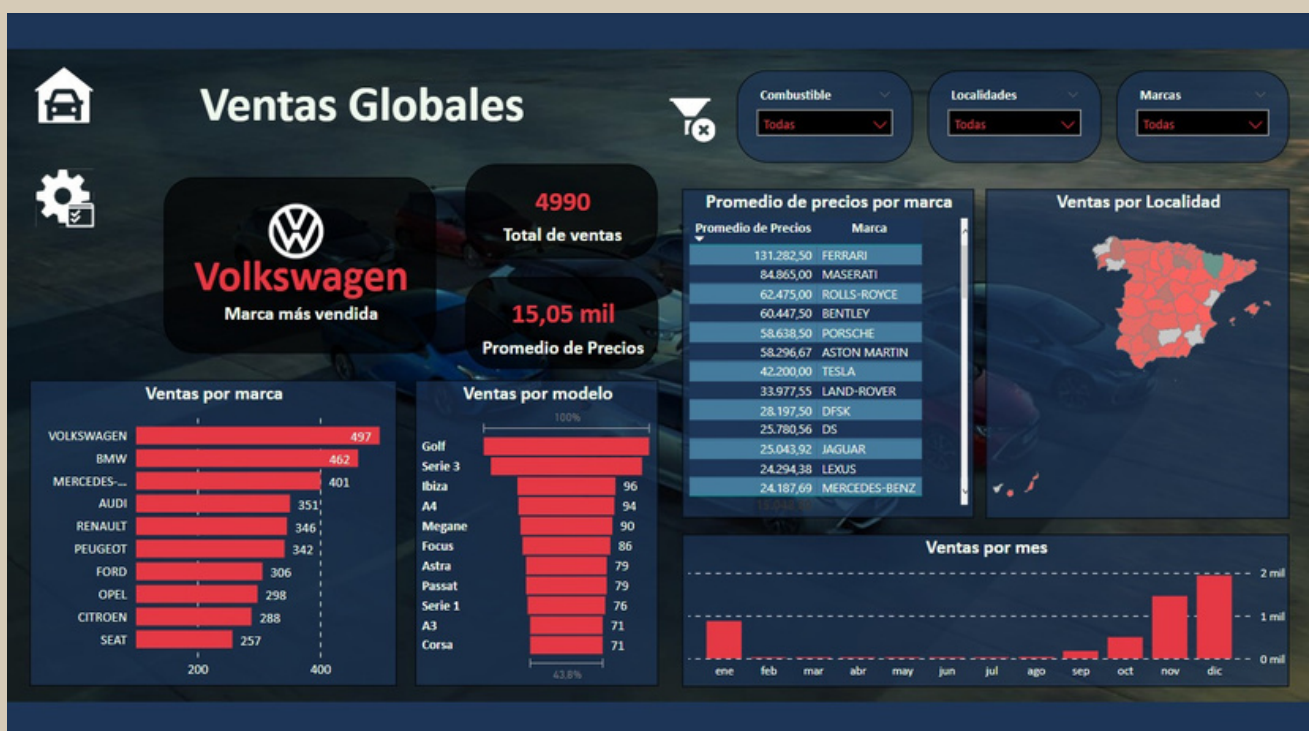 Ventas Globales
Combustible
Todas
Localidades
Todas
Marcas
Todas
Volkswagen
Marca más vendida
4990
Total de ventas
15,05 mil
Promedio de Precios
Promedio de precios por marca
Promedio de Precios Marca
131.282,50 FERRARI
84.865,00 MASERATI
62.475,00 ROLLS-ROYCE
60.447,50 BENTLEY
58.638,50 PORSCHE
58.296,67 ASTON MARTIN
42.200,00 TESLA
33.977,55 LAND-ROVER
28.197,50 DFSK
25.780,56 DS
25.043,92 JAGUAR
24.294,38 LEXUS
24.187,69 MERCEDES-BENZ
Ventas por Localidad
Ventas por marca
VOLKSWAGEN 497
BMW 462
MERCEDES-... 401
AUDI 351
RENAULT 346
PEUGEOT 342
FORD 306
OPEL 298
CITROEN 288
SEAT 257
200 400
Ventas por modelo
100%
Golf
Serie 3
Ibiza 96
A4 94
Megane 90
Focus 86
Astra 79
Passat 79
Serie 1 76
A3 71
Corsa 71
43,8%
Ventas por mes
2 mil
1 mil
0 mil
ene feb mar abr may jun jul ago sep oct nov dic